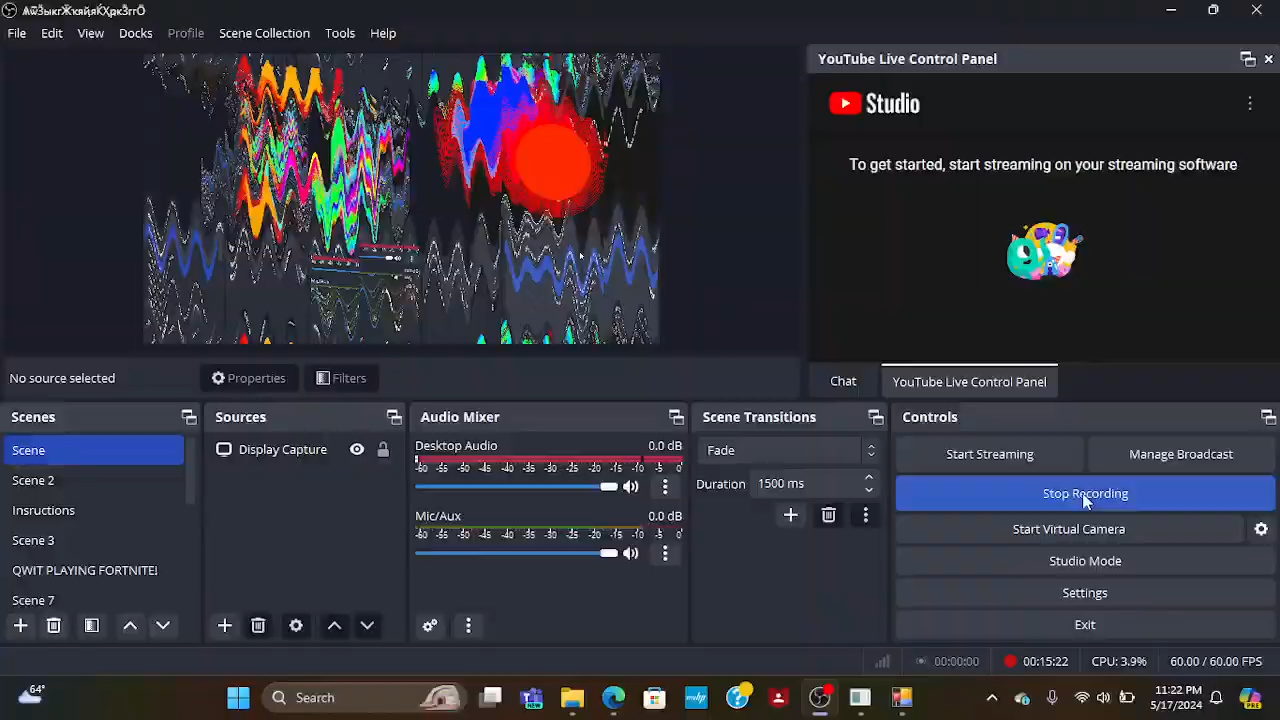 File Edit View Docks Profile Scene Collection Tools Help
YouTube Live Control Panel
Studio
To get started, start streaming on your streaming software
No source selected
Properties
Filters
Chat
YouTube Live Control Panel
Scenes
Scene
Scene 2
Insructions
Scene 3
QWIT PLAYING FORTNITE!
Scene 7
Sources
Display Capture
Audio Mixer
Desktop Audio 0.0 dB
-60 -55 -50 -45 -40 -35 -30 -25 -20 -15 -10 -5 0
Mic/Aux 0.0 dB
-60 -55 -50 -45 -40 -35 -30 -25 -20 -15 -10 -5 0
Scene Transitions
Fade
Duration 1500 ms
Controls
Start Streaming
Manage Broadcast
Stop Recording
Start Virtual Camera
Studio Mode
Settings
Exit
00:00:00
00:15:22
CPU: 3.9%
60.00 / 60.00 FPS
64°
Search
mhp
11:22 PM
5/17/2024
PRE